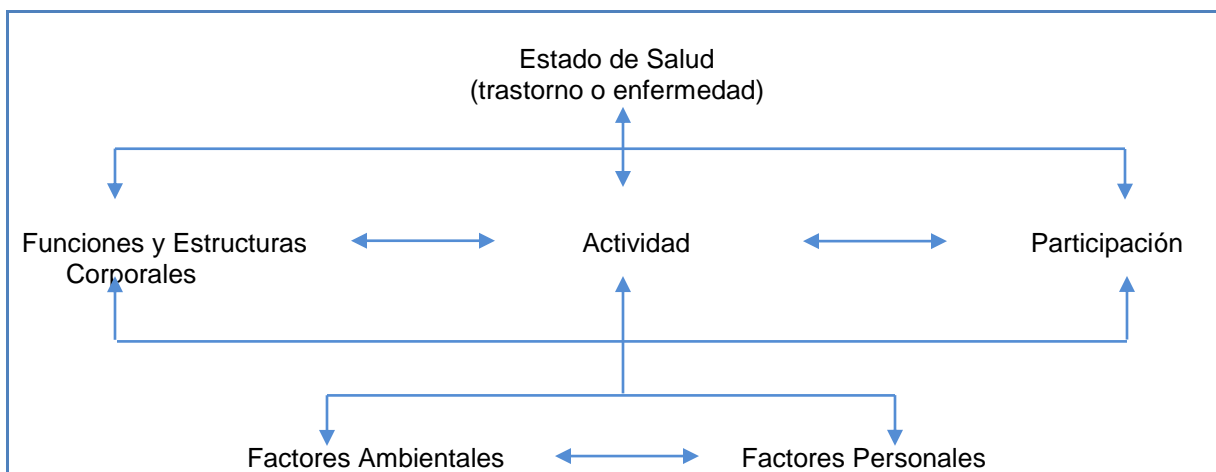 Estado de Salud
(trastorno o enfermedad)
Funciones y Estructuras
Corporales
Actividad
Participación
Factores Ambientales
Factores Personales